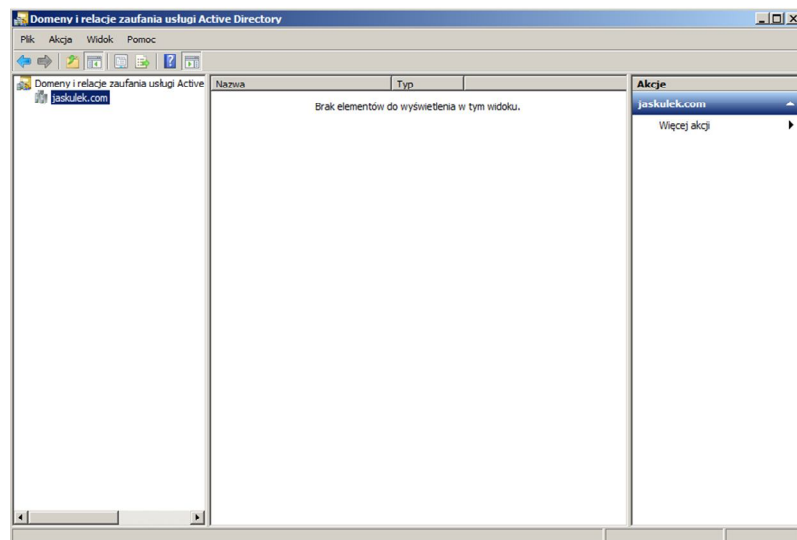 Domeny i relacje zaufania usługi Active Directory
Plik Akcja Widok Pomoc
Domeny i relacje zaufania usługi Active
jaskulek.com
Nazwa Typ
Brak elementów do wyświetlenia w tym widoku.
Akcje
jaskulek.com
Więcej akcji